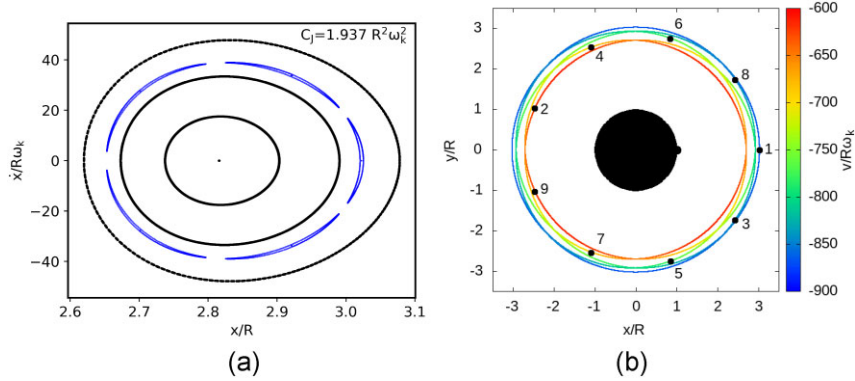 C_J=1.937 R²ω_k²
ẋ/Rω_k
40
20
0
−20
−40
2.6 2.7 2.8 2.9 3.0 3.1
x/R
(a)
y/R
3
2
1
0
-1
-2
-3
-3 -2 -1 0 1 2 3
x/R
6
4
8
2
1
9
3
7
5
-600
-650
-700
-750
-800
-850
-900
v/Rω_k
(b)